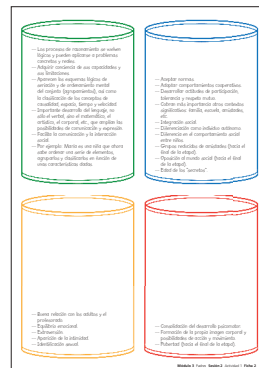 — Los procesos de razonamiento se vuelven
lógicos y pueden aplicarse a problemas
concretos y reales.
— Adquirir conciencia de sus capacidades y
sus limitaciones.
— Aparecen los esquemas lógicos de
seriación y de ordenamiento mental
del conjunto (agrupamientos), así como
la clasificación de los conceptos de
causalidad, espacio, tiempo y velocidad.
— Importante desarrollo del lenguaje, no
sólo el verbal, sino el matemático, el
artístico, el corporal, etc., que amplían las
posibilidades de comunicación y expresión.
— Facilita la comunicación y la interacción
social.
— Por ejemplo: María es una niña que ahora
sabe ordenar una serie de elementos,
agruparlos y clasificarlos en función de
unas características dadas.
— Aceptar normas.
— Adoptar comportamientos cooperativos.
— Desarrollar actitudes de participación,
tolerancia y respeto mutuo.
— Cobran más importancia otros contextos
significativos: familia, escuela, amistades,
etc.
— Integración social.
— Diferenciación como individuo autónomo.
— Diferencia en el comportamiento social
entre niños.
— Grupos reducidos de amistades (hacia el
final de la etapa).
— Oposición al mundo social (hacia el final
de la etapa).
— Edad de los "secretos".
— Buena relación con los adultos y el
profesorado.
— Equilibrio emocional.
— Extroversión.
— Aparición de la intimidad.
— Identificación sexual.
— Consolidación del desarrollo psicomotor.
— Formación de la propia imagen corporal y
posibilidades de acción y movimiento.
— Pubertad (hacia el final de la etapa).
Módulo 3 Fichas Sesión 2 Actividad 1 Ficha 2